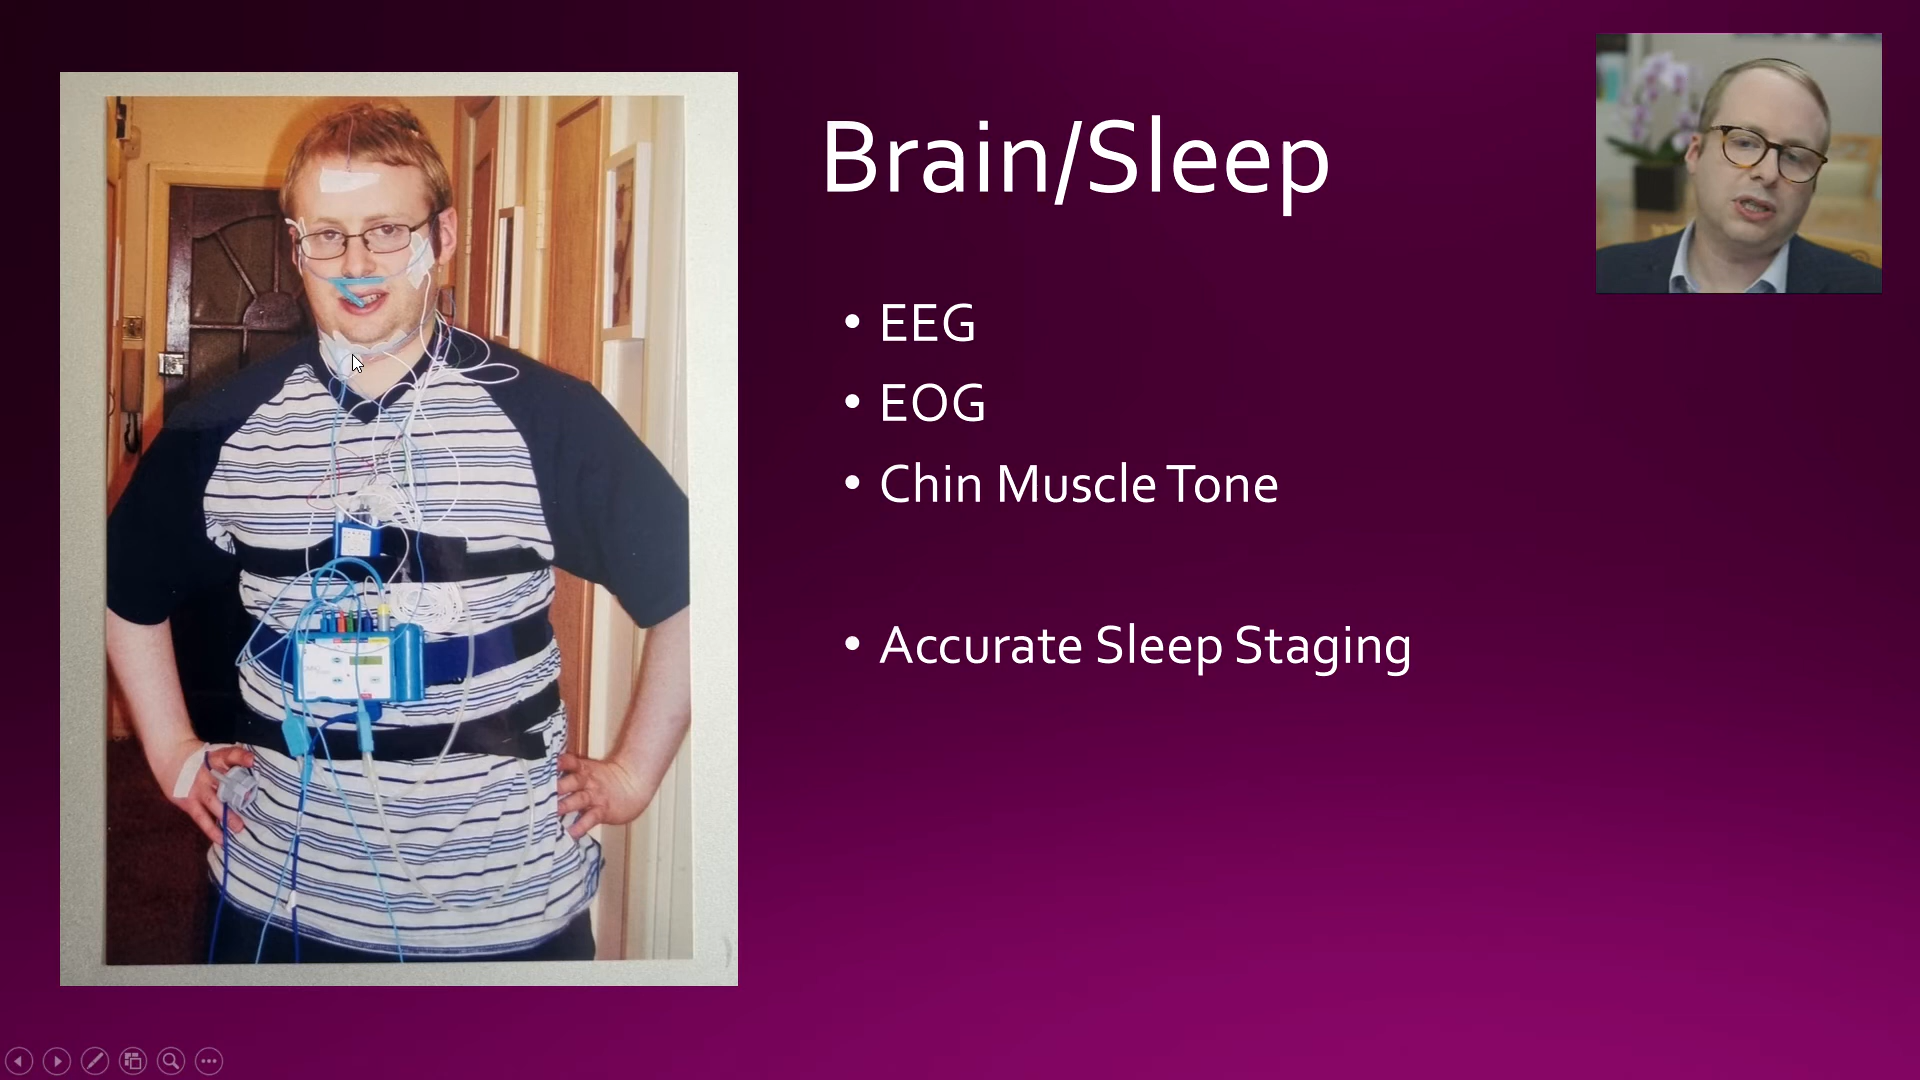 Brain/Sleep
• EEG
• EOG
• Chin Muscle Tone
• Accurate Sleep Staging